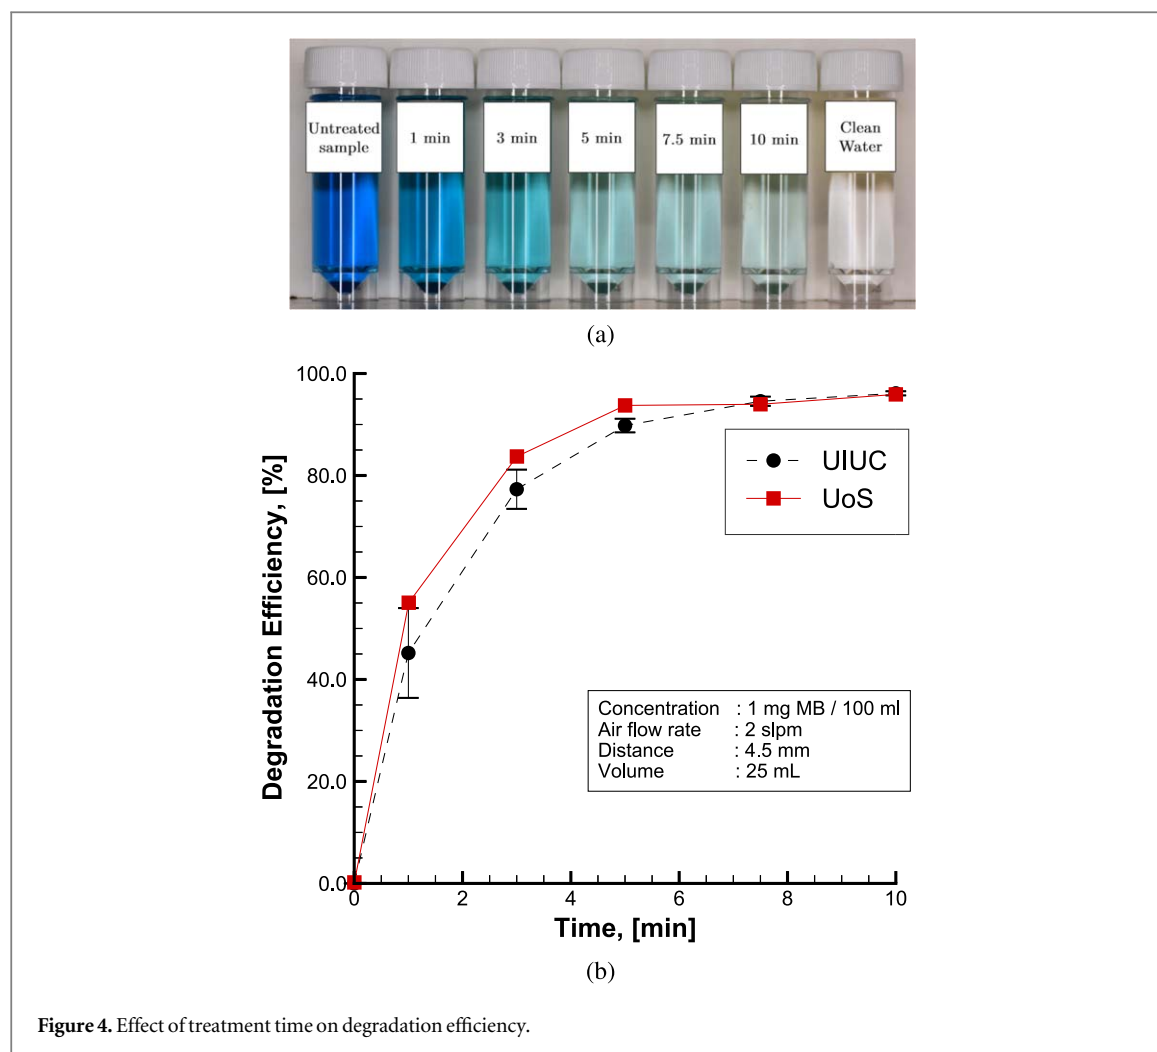 Untreated
sample
1 min
3 min
5 min
7.5 min
10 min
Clean
Water
(a)
100.0
80.0
60.0
40.0
20.0
0.0
Degradation Efficiency, [%]
UIUC
UoS
Concentration : 1 mg MB / 100 ml
Air flow rate : 2 slpm
Distance : 4.5 mm
Volume : 25 mL
0 2 4 6 8 10
Time, [min]
(b)
Figure 4. Effect of treatment time on degradation efficiency.